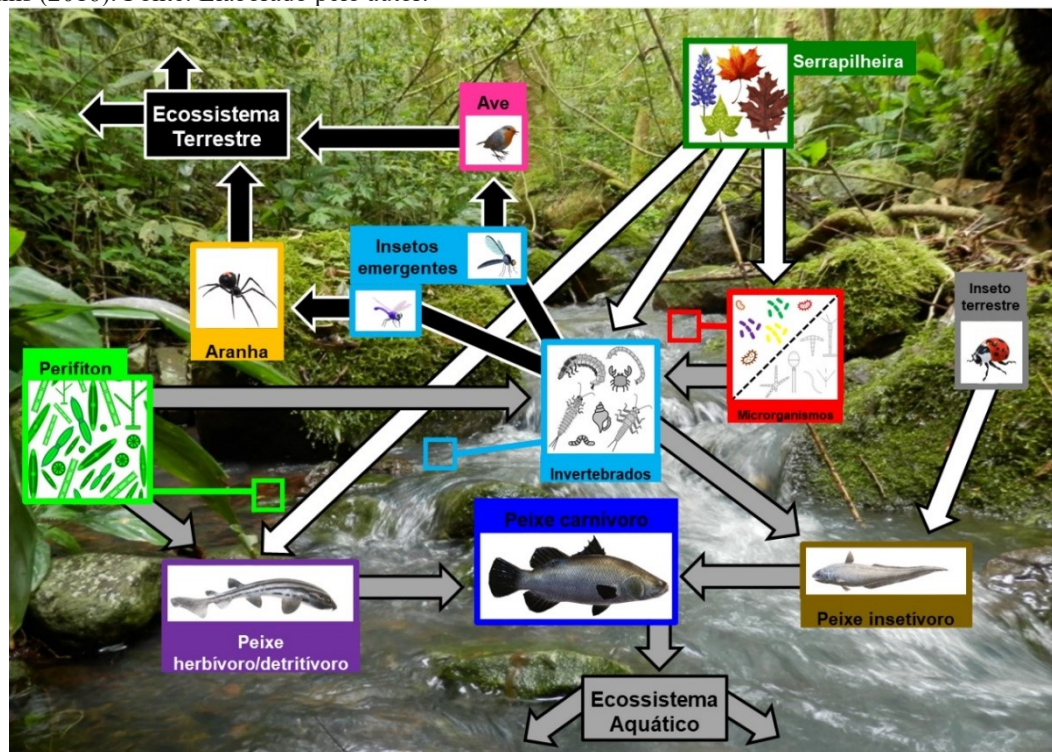 Serrapilheira
Ecossistema
Terrestre
Ave
Insetos
emergentes
Inseto
terrestre
Aranha
Perifíton
Microrganismos
Invertebrados
Peixe carnívoro
Peixe insetívoro
Peixe
herbívoro/detritívoro
Ecossistema
Aquático